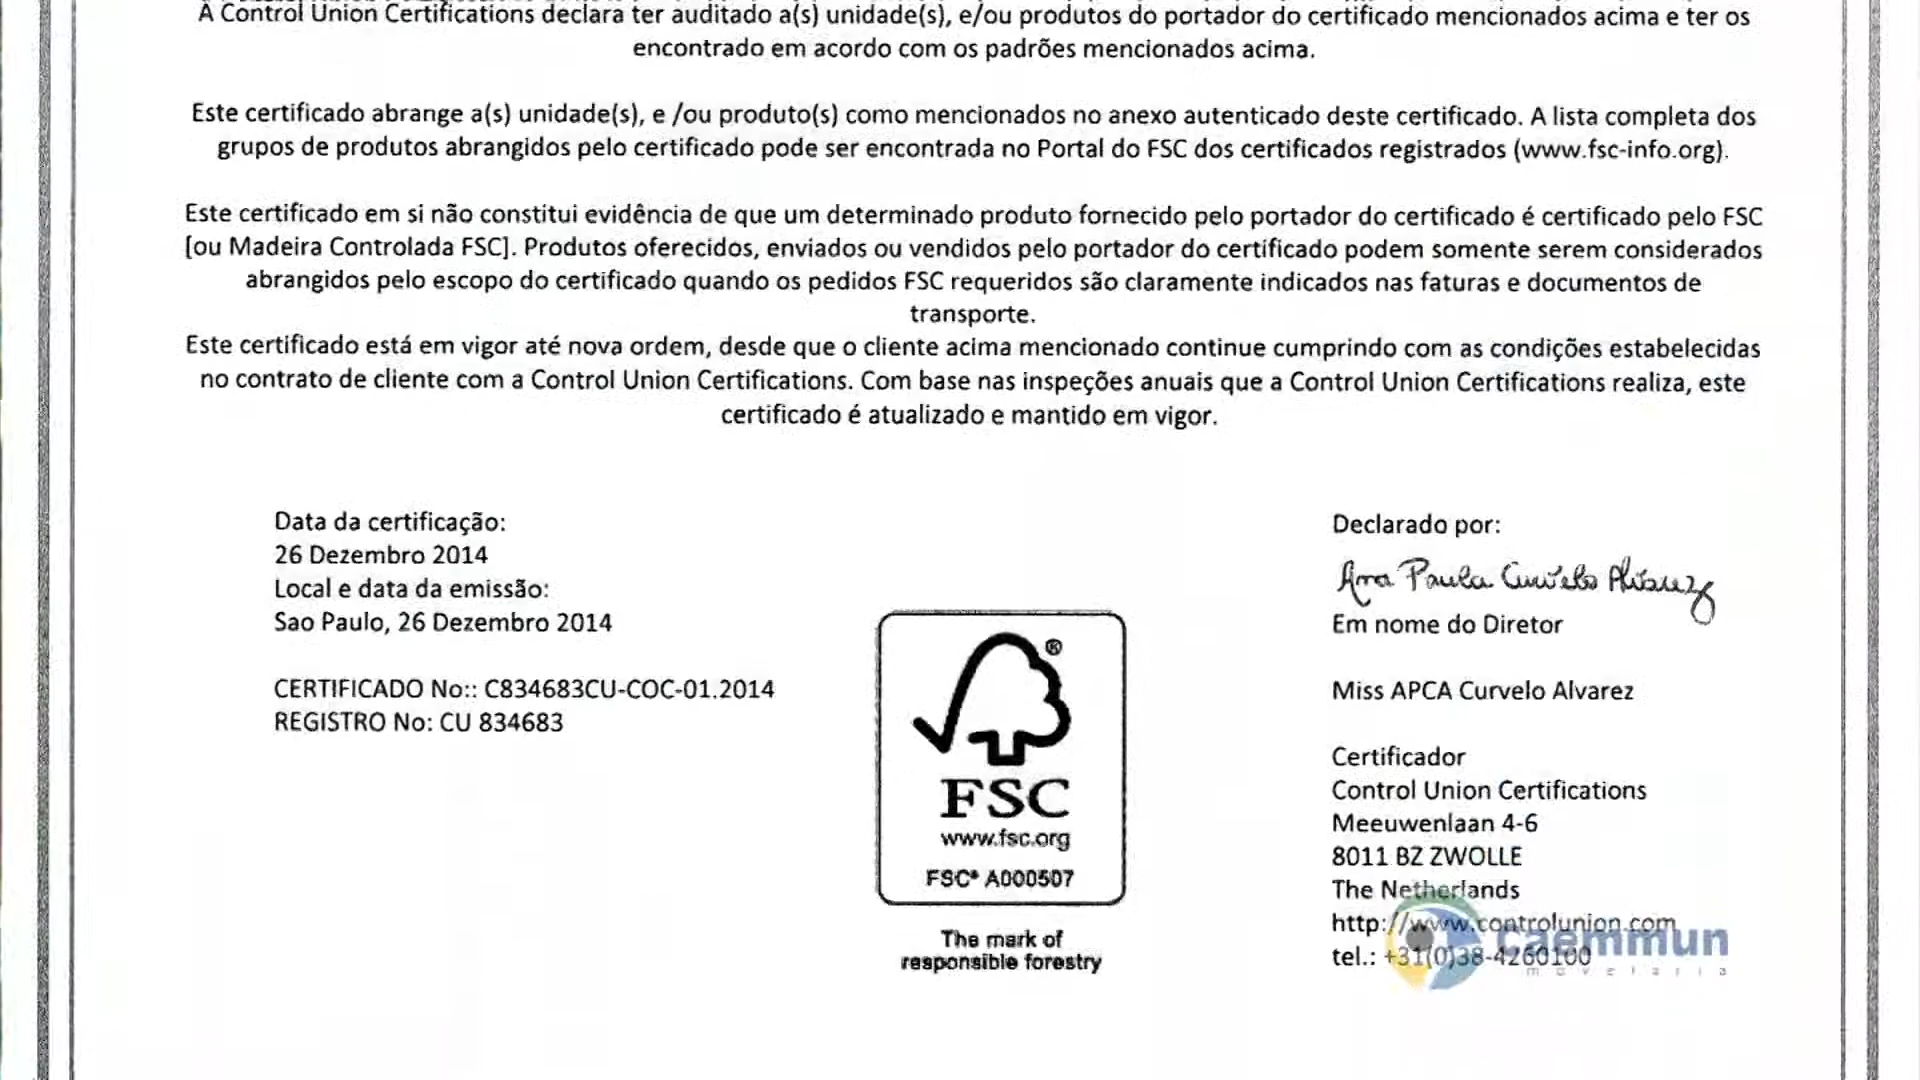 A Control Union Certifications declara ter auditado a(s) unidade(s), e/ou produtos do portador do certificado mencionados acima e ter os
encontrado em acordo com os padrões mencionados acima.
Este certificado abrange a(s) unidade(s), e /ou produto(s) como mencionados no anexo autenticado deste certificado. A lista completa dos
grupos de produtos abrangidos pelo certificado pode ser encontrada no Portal do FSC dos certificados registrados (www.fsc-info.org).
Este certificado em si não constitui evidência de que um determinado produto fornecido pelo portador do certificado é certificado pelo FSC
[ou Madeira Controlada FSC]. Produtos oferecidos, enviados ou vendidos pelo portador do certificado podem somente serem considerados
abrangidos pelo escopo do certificado quando os pedidos FSC requeridos são claramente indicados nas faturas e documentos de
transporte.
Este certificado está em vigor até nova ordem, desde que o cliente acima mencionado continue cumprindo com as condições estabelecidas
no contrato de cliente com a Control Union Certifications. Com base nas inspeções anuais que a Control Union Certifications realiza, este
certificado é atualizado e mantido em vigor.
Data da certificação:
26 Dezembro 2014
Local e data da emissão:
Sao Paulo, 26 Dezembro 2014
CERTIFICADO No:: C834683CU-COC-01.2014
REGISTRO No: CU 834683
®
FSC
www.fsc.org
FSC® A000507
The mark of
responsible forestry
Declarado por:
Ana Paula Curvelo Alvarez
Em nome do Diretor
Miss APCA Curvelo Alvarez
Certificador
Control Union Certifications
Meeuwenlaan 4-6
8011 BZ ZWOLLE
The Netherlands
http://www.controlunion.com
tel.: +31(0)38-4260100
Caemmun
movelaria